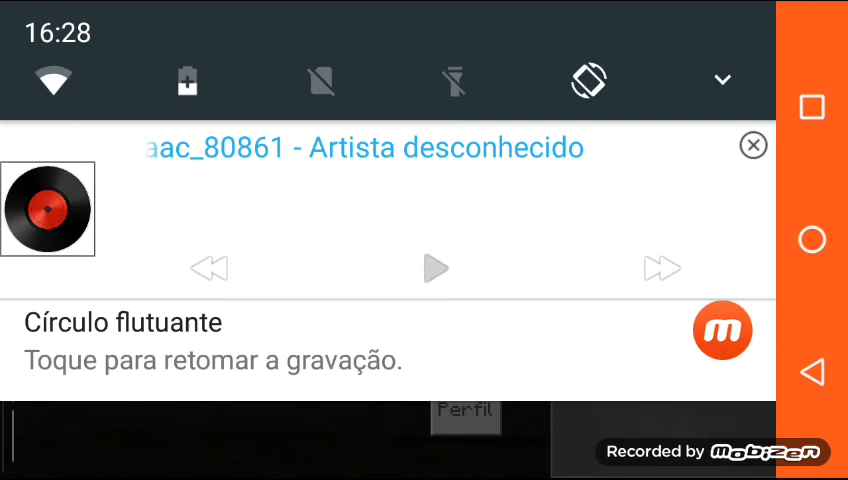 16:28
aac_80861 - Artista desconhecido
Círculo flutuante
m
Toque para retomar a gravação.
Perfil
Recorded by mobizen